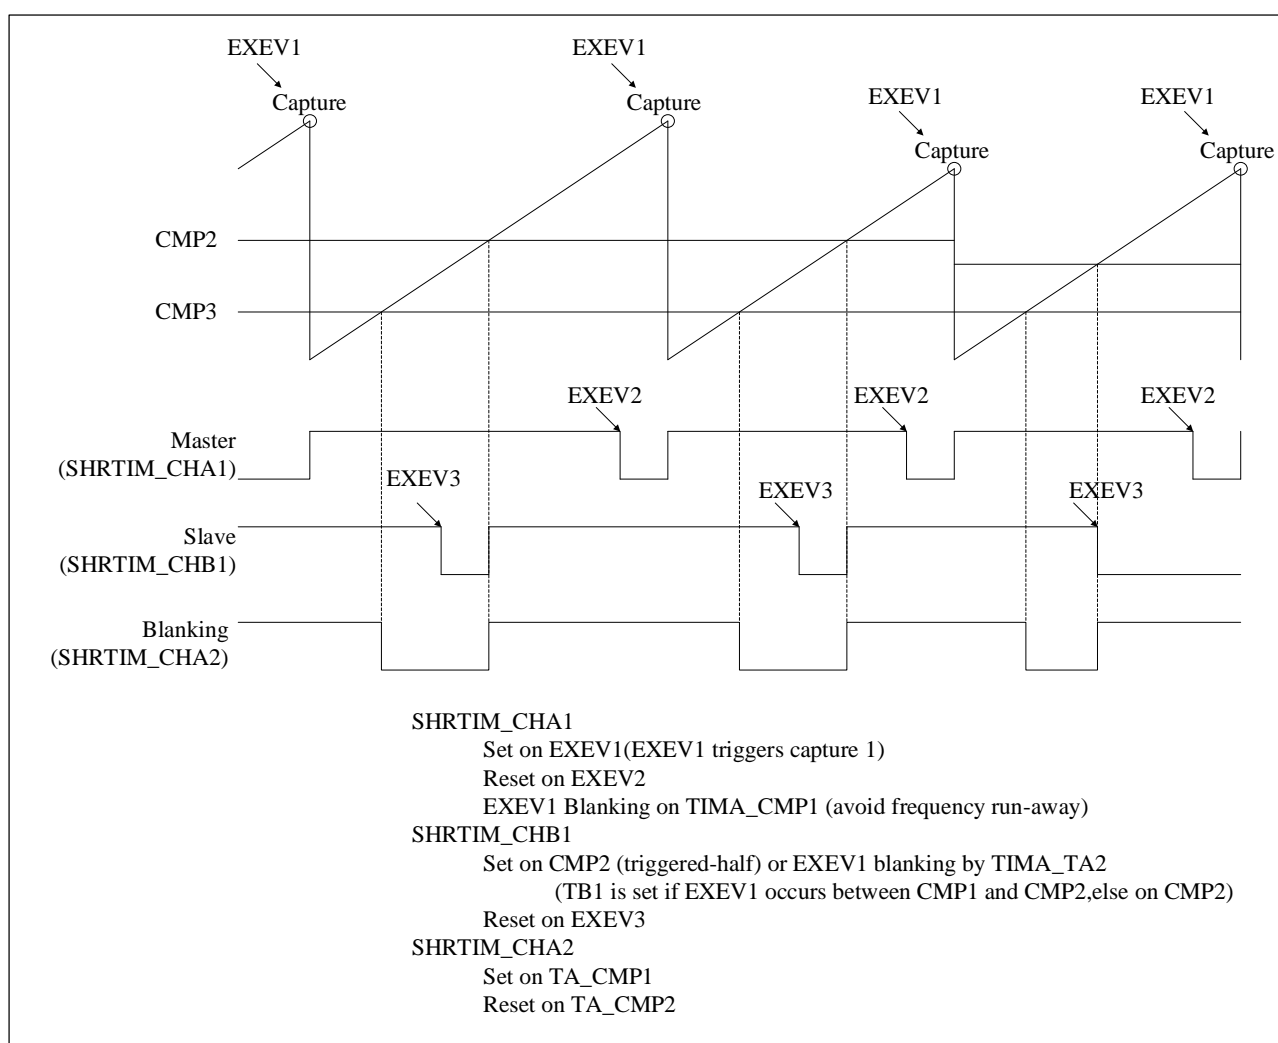 EXEV1
EXEV1
EXEV1
EXEV1
Capture
Capture
Capture
Capture
CMP2
CMP3
EXEV2
EXEV2
EXEV2
Master
(SHRTIM_CHA1)
EXEV3
EXEV3
EXEV3
Slave
(SHRTIM_CHB1)
Blanking
(SHRTIM_CHA2)
SHRTIM_CHA1
Set on EXEV1(EXEV1 triggers capture 1)
Reset on EXEV2
EXEV1 Blanking on TIMA_CMP1 (avoid frequency run-away)
SHRTIM_CHB1
Set on CMP2 (triggered-half) or EXEV1 blanking by TIMA_TA2
(TB1 is set if EXEV1 occurs between CMP1 and CMP2,else on CMP2)
Reset on EXEV3
SHRTIM_CHA2
Set on TA_CMP1
Reset on TA_CMP2